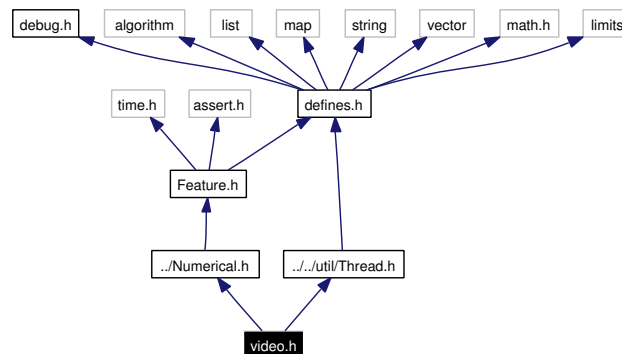 debug.h
algorithm
list
map
string
vector
math.h
limits
time.h
assert.h
defines.h
Feature.h
../Numerical.h
../../util/Thread.h
video.h